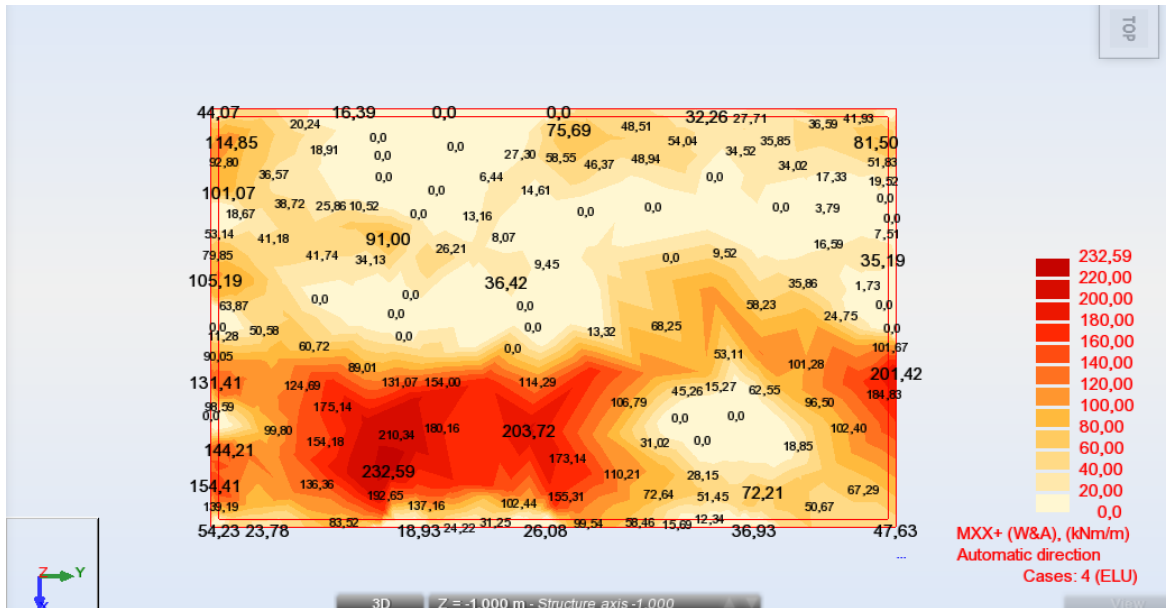 TOP
44,07 16,39 0,0 0,0 32,26 27,71 36,59 41,93
20,24 0,0 0,0 75,69 48,51 54,04 35,85 81,50
114,85 18,91 0,0 27,30 58,55 46,37 48,94 34,52 34,02 51,83
92,80 36,57 0,0 6,44 0,0 17,33 19,52
101,07 0,0 14,61 0,0
18,67 38,72 25,86 10,52 0,0 13,16 0,0 0,0 0,0 3,79 0,0
53,14 41,18 91,00 26,21 8,07 16,59 7,51
79,85 41,74 34,13 9,45 0,0 9,52 35,19
105,19 36,42 35,86 1,73
63,87 0,0 0,0 0,0 0,0 58,23 24,75 0,0
0,0 50,58 0,0 0,0 13,32 68,25 0,0
11,28 60,72 0,0 101,67
90,05 89,01 53,11 101,28 201,42
131,41 124,69 131,07 154,00 114,29 45,26 15,27 62,55 184,83
98,59 175,14 106,79 96,50
0,0 99,80 210,34 180,16 203,72 0,0 0,0 102,40
144,21 154,18 173,14 31,02 0,0 18,85
154,41 136,36 232,59 110,21 28,15 67,29
139,19 192,65 137,16 102,44 155,31 72,64 51,45 72,21 50,67
54,23 23,78 83,52 18,93 24,22 31,25 26,08 99,54 58,46 15,69 12,34 36,93 47,63
232,59
220,00
200,00
180,00
160,00
140,00
120,00
100,00
80,00
60,00
40,00
20,00
0,0
MXX+ (W&A), (kNm/m)
Automatic direction
Cases: 4 (ELU)
...
Z Y
X
3D Z = -1.000 m - Structure axis -1.000
View